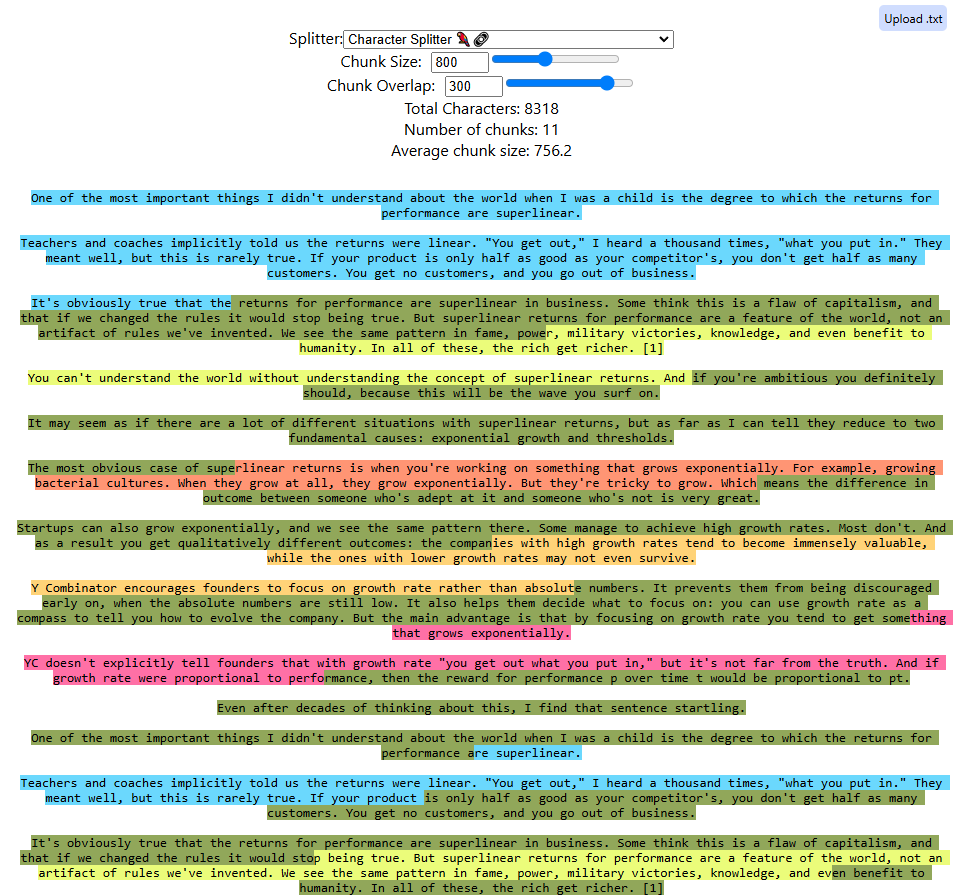 Upload .txt
Splitter: Character Splitter 🦜 📎
Chunk Size: 800
Chunk Overlap: 300
Total Characters: 8318
Number of chunks: 11
Average chunk size: 756.2
One of the most important things I didn't understand about the world when I was a child is the degree to which the returns for
performance are superlinear.
Teachers and coaches implicitly told us the returns were linear. "You get out," I heard a thousand times, "what you put in." They
meant well, but this is rarely true. If your product is only half as good as your competitor's, you don't get half as many
customers. You get no customers, and you go out of business.
It's obviously true that the returns for performance are superlinear in business. Some think this is a flaw of capitalism, and
that if we changed the rules it would stop being true. But superlinear returns for performance are a feature of the world, not an
artifact of rules we've invented. We see the same pattern in fame, power, military victories, knowledge, and even benefit to
humanity. In all of these, the rich get richer. [1]
You can't understand the world without understanding the concept of superlinear returns. And if you're ambitious you definitely
should, because this will be the wave you surf on.
It may seem as if there are a lot of different situations with superlinear returns, but as far as I can tell they reduce to two
fundamental causes: exponential growth and thresholds.
The most obvious case of superlinear returns is when you're working on something that grows exponentially. For example, growing
bacterial cultures. When they grow at all, they grow exponentially. But they're tricky to grow. Which means the difference in
outcome between someone who's adept at it and someone who's not is very great.
Startups can also grow exponentially, and we see the same pattern there. Some manage to achieve high growth rates. Most don't. And
as a result you get qualitatively different outcomes: the companies with high growth rates tend to become immensely valuable,
while the ones with lower growth rates may not even survive.
Y Combinator encourages founders to focus on growth rate rather than absolute numbers. It prevents them from being discouraged
early on, when the absolute numbers are still low. It also helps them decide what to focus on: you can use growth rate as a
compass to tell you how to evolve the company. But the main advantage is that by focusing on growth rate you tend to get something
that grows exponentially.
YC doesn't explicitly tell founders that with growth rate "you get out what you put in," but it's not far from the truth. And if
growth rate were proportional to performance, then the reward for performance p over time t would be proportional to pt.
Even after decades of thinking about this, I find that sentence startling.
One of the most important things I didn't understand about the world when I was a child is the degree to which the returns for
performance are superlinear.
Teachers and coaches implicitly told us the returns were linear. "You get out," I heard a thousand times, "what you put in." They
meant well, but this is rarely true. If your product is only half as good as your competitor's, you don't get half as many
customers. You get no customers, and you go out of business.
It's obviously true that the returns for performance are superlinear in business. Some think this is a flaw of capitalism, and
that if we changed the rules it would stop being true. But superlinear returns for performance are a feature of the world, not an
artifact of rules we've invented. We see the same pattern in fame, power, military victories, knowledge, and even benefit to
humanity. In all of these, the rich get richer. [1]